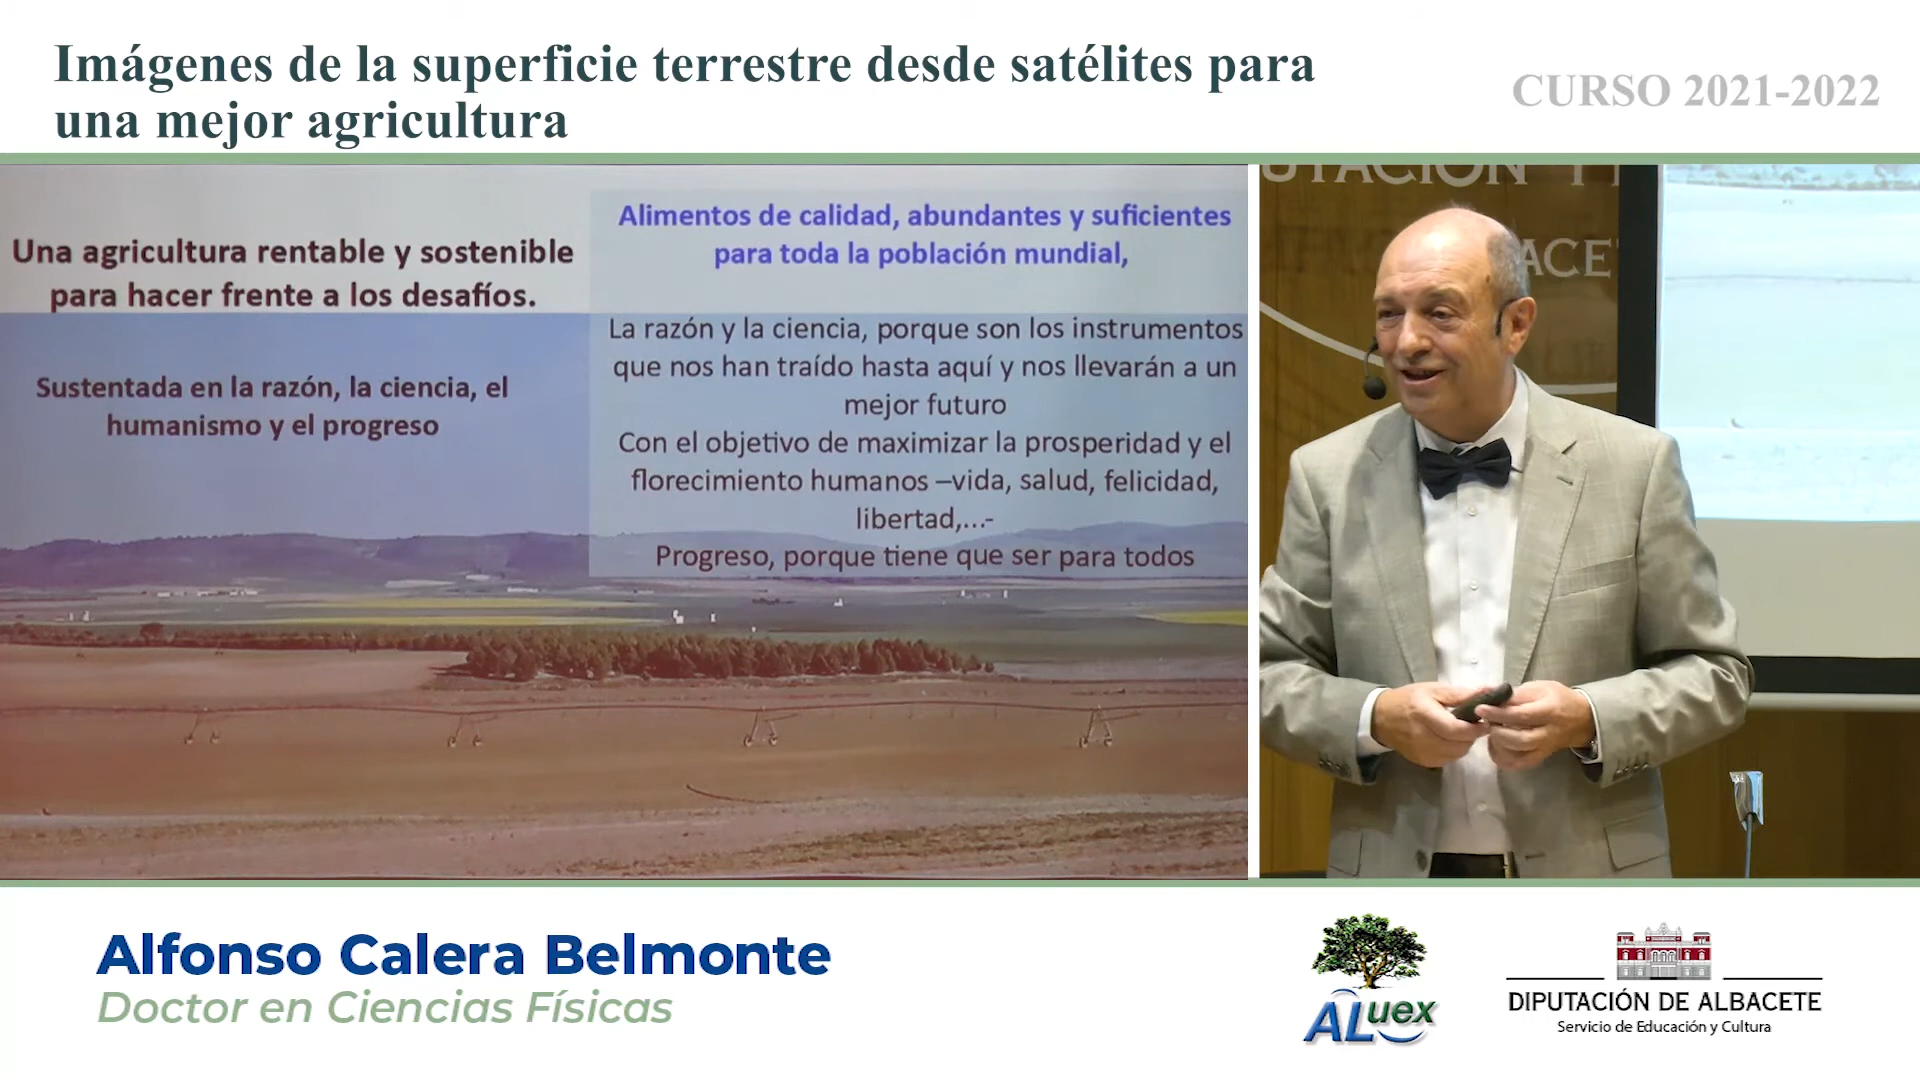 Imágenes de la superficie terrestre desde satélites para
una mejor agricultura
CURSO 2021-2022
Una agricultura rentable y sostenible
para hacer frente a los desafíos.
Sustentada en la razón, la ciencia, el
humanismo y el progreso
Alimentos de calidad, abundantes y suficientes
para toda la población mundial,
La razón y la ciencia, porque son los instrumentos
que nos han traído hasta aquí y nos llevarán a un
mejor futuro
Con el objetivo de maximizar la prosperidad y el
florecimiento humanos –vida, salud, felicidad,
libertad,...-
Progreso, porque tiene que ser para todos
Alfonso Calera Belmonte
Doctor en Ciencias Físicas
ALuex
DIPUTACIÓN DE ALBACETE
Servicio de Educación y Cultura